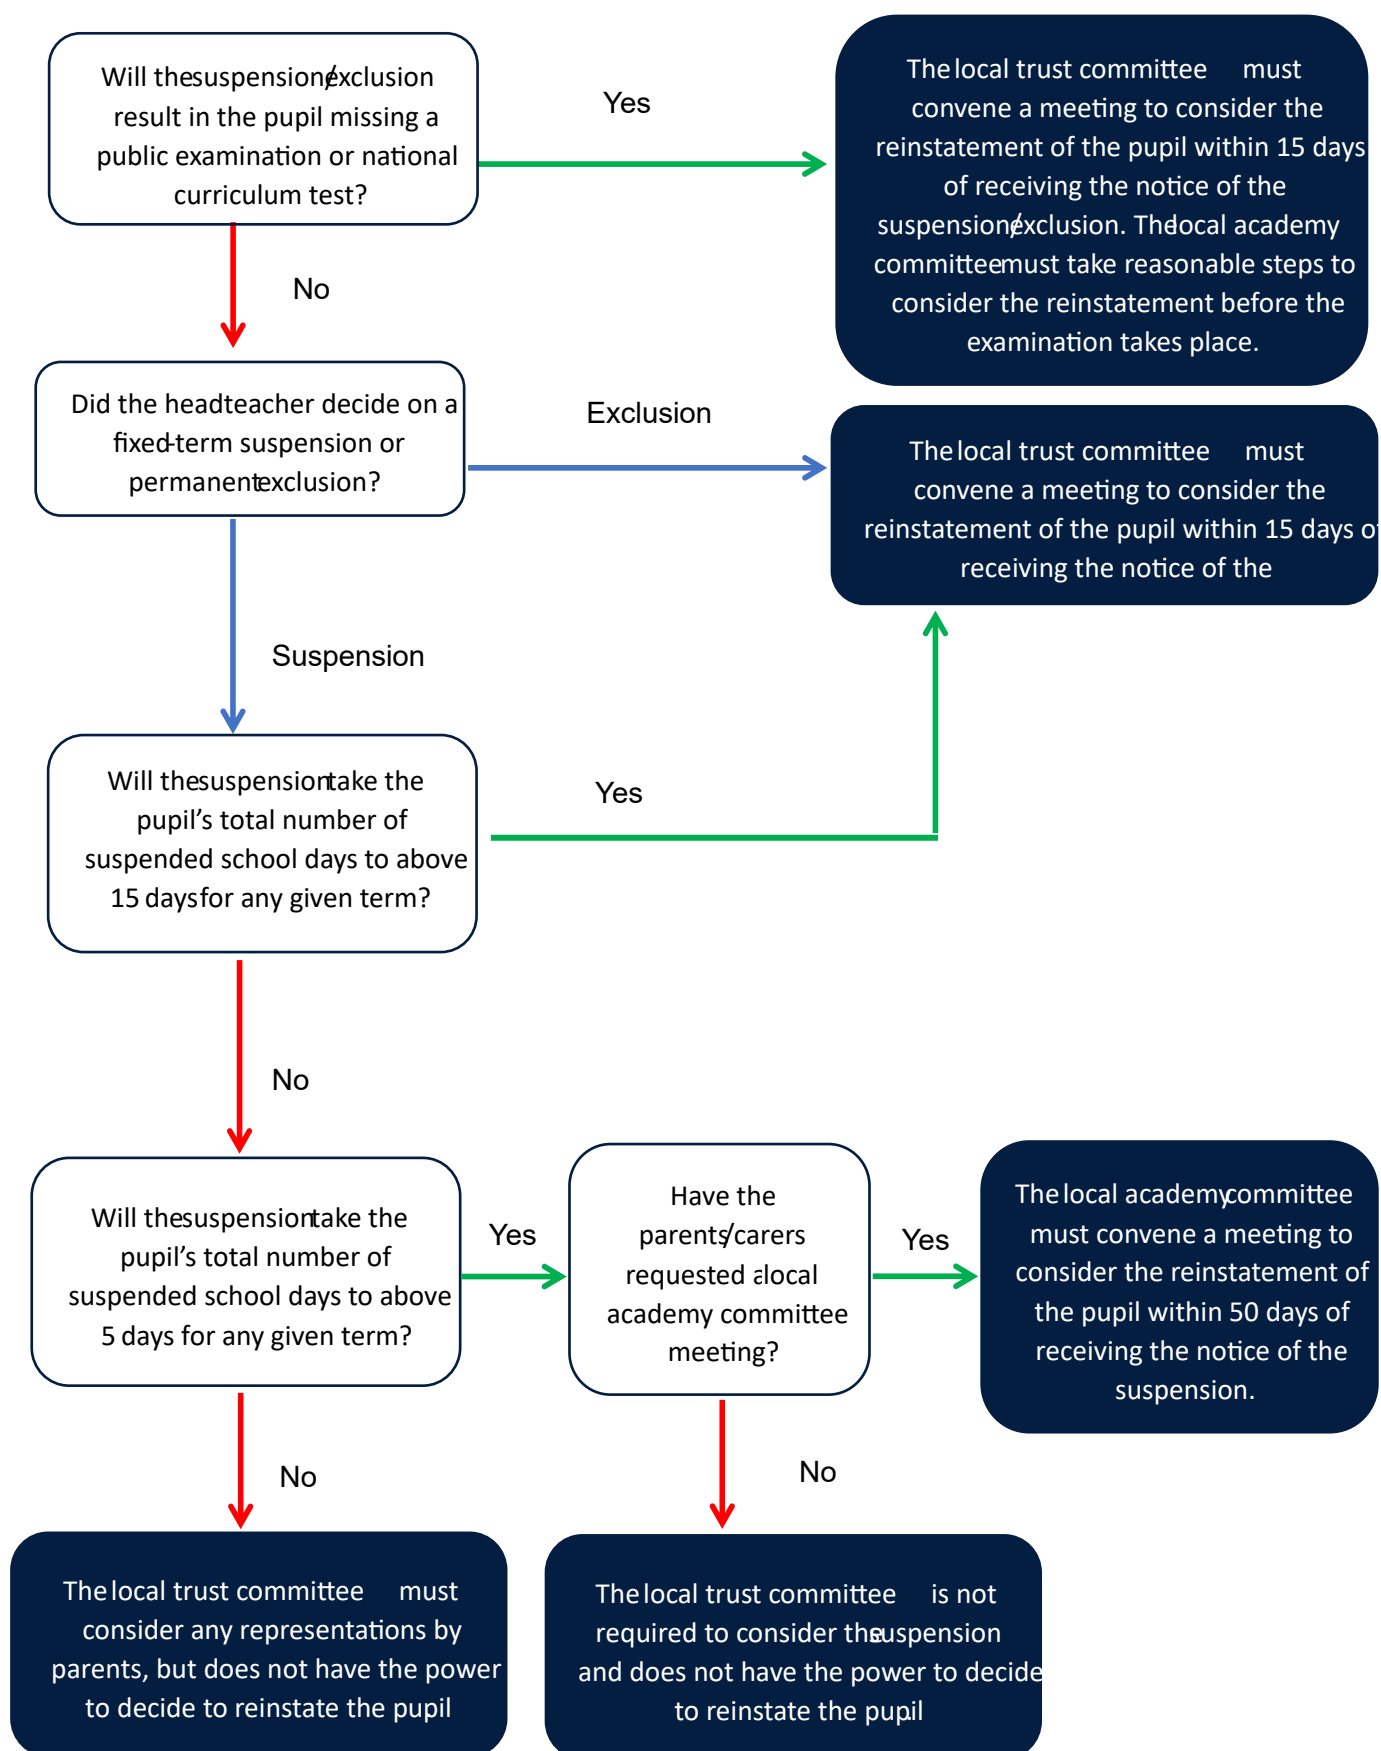 Will the suspension/exclusion
result in the pupil missing a
public examination or national
curriculum test?
Yes
The local trust committee must
convene a meeting to consider the
reinstatement of the pupil within 15 days
of receiving the notice of the
suspension/exclusion. The local academy
committee must take reasonable steps to
consider the reinstatement before the
examination takes place.
No
Did the headteacher decide on a
fixed-term suspension or
permanent exclusion?
Exclusion
The local trust committee must
convene a meeting to consider the
reinstatement of the pupil within 15 days of
receiving the notice of the
Suspension
Will the suspension take the
pupil's total number of
suspended school days to above
15 days for any given term?
Yes
No
Will the suspension take the
pupil's total number of
suspended school days to above
5 days for any given term?
Yes
Have the
parents/carers
requested a local
academy committee
meeting?
Yes
The local academy committee
must convene a meeting to
consider the reinstatement of
the pupil within 50 days of
receiving the notice of the
suspension.
No
No
The local trust committee must
consider any representations by
parents, but does not have the power
to decide to reinstate the pupil
The local trust committee is not
required to consider the suspension
and does not have the power to decide
to reinstate the pupil.